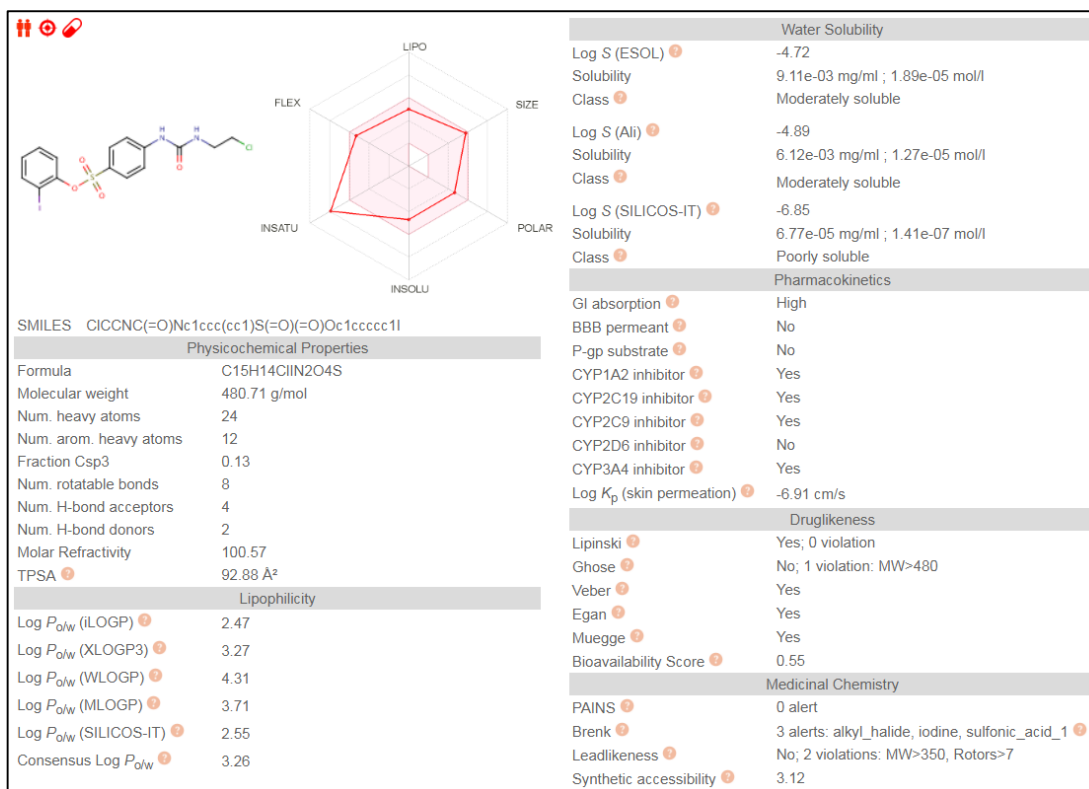 LIPO
FLEX
SIZE
INSATU
POLAR
INSOLU
H
N
H
N
Cl
O
O
O
S
O
I
SMILES ClCCNC(=O)Nc1ccc(cc1)S(=O)(=O)Oc1ccccc1I
Physicochemical Properties
Formula C15H14ClIN2O4S
Molecular weight 480.71 g/mol
Num. heavy atoms 24
Num. arom. heavy atoms 12
Fraction Csp3 0.13
Num. rotatable bonds 8
Num. H-bond acceptors 4
Num. H-bond donors 2
Molar Refractivity 100.57
TPSA ? 92.88 Å²
Lipophilicity
Log Po/w (iLOGP) ? 2.47
Log Po/w (XLOGP3) ? 3.27
Log Po/w (WLOGP) ? 4.31
Log Po/w (MLOGP) ? 3.71
Log Po/w (SILICOS-IT) ? 2.55
Consensus Log Po/w ? 3.26
Water Solubility
Log S (ESOL) ? -4.72
Solubility 9.11e-03 mg/ml ; 1.89e-05 mol/l
Class ? Moderately soluble
Log S (Ali) ? -4.89
Solubility 6.12e-03 mg/ml ; 1.27e-05 mol/l
Class ? Moderately soluble
Log S (SILICOS-IT) ? -6.85
Solubility 6.77e-05 mg/ml ; 1.41e-07 mol/l
Class ? Poorly soluble
Pharmacokinetics
GI absorption ? High
BBB permeant ? No
P-gp substrate ? No
CYP1A2 inhibitor ? Yes
CYP2C19 inhibitor ? Yes
CYP2C9 inhibitor ? Yes
CYP2D6 inhibitor ? No
CYP3A4 inhibitor ? Yes
Log Kp (skin permeation) ? -6.91 cm/s
Druglikeness
Lipinski ? Yes; 0 violation
Ghose ? No; 1 violation: MW>480
Veber ? Yes
Egan ? Yes
Muegge ? Yes
Bioavailability Score ? 0.55
Medicinal Chemistry
PAINS ? 0 alert
Brenk ? 3 alerts: alkyl_halide, iodine, sulfonic_acid_1 ?
Leadlikeness ? No; 2 violations: MW>350, Rotors>7
Synthetic accessibility ? 3.12